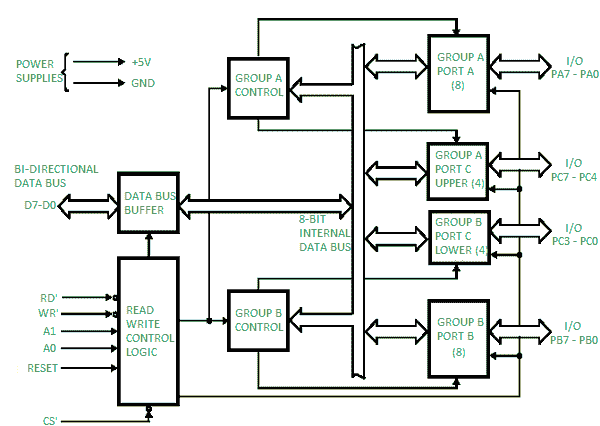 POWER
SUPPLIES
+5V
GND
GROUP A
CONTROL
GROUP A
PORT A
(8)
I/O
PA7 - PA0
BI-DIRECTIONAL
DATA BUS
D7-D0
DATA BUS
BUFFER
8-BIT
INTERNAL
DATA BUS
GROUP A
PORT C
UPPER (4)
I/O
PC7 - PC4
GROUP B
PORT C
LOWER (4)
I/O
PC3 - PC0
RD'
WR'
A1
A0
RESET
CS'
READ
WRITE
CONTROL
LOGIC
GROUP B
CONTROL
GROUP B
PORT B
(8)
I/O
PB7 - PB0